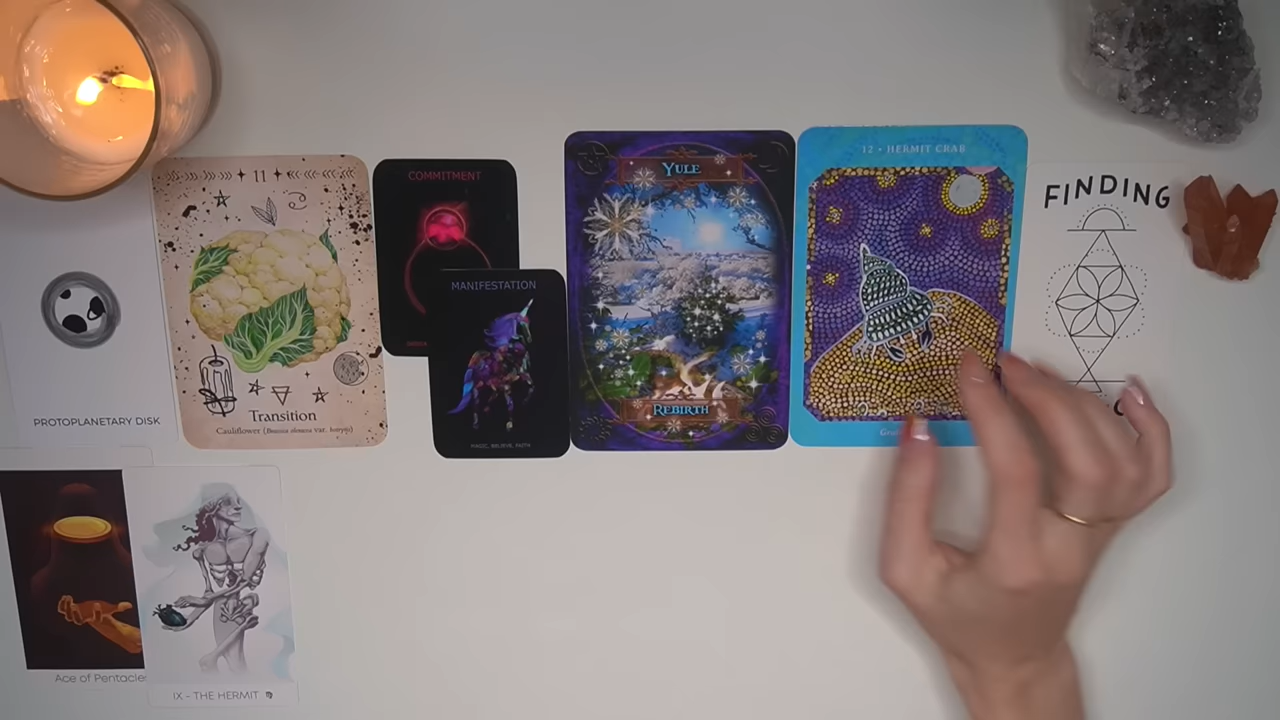 11
COMMITMENT
YULE
12 • HERMIT CRAB
FINDING
MANIFESTATION
PROTOPLANETARY DISK
Transition
Cauliflower (Brassica oleracea var. botrytis)
REBIRTH
MAGIC, BELIEVE, FAITH
Ace of Pentacles
IX - THE HERMIT